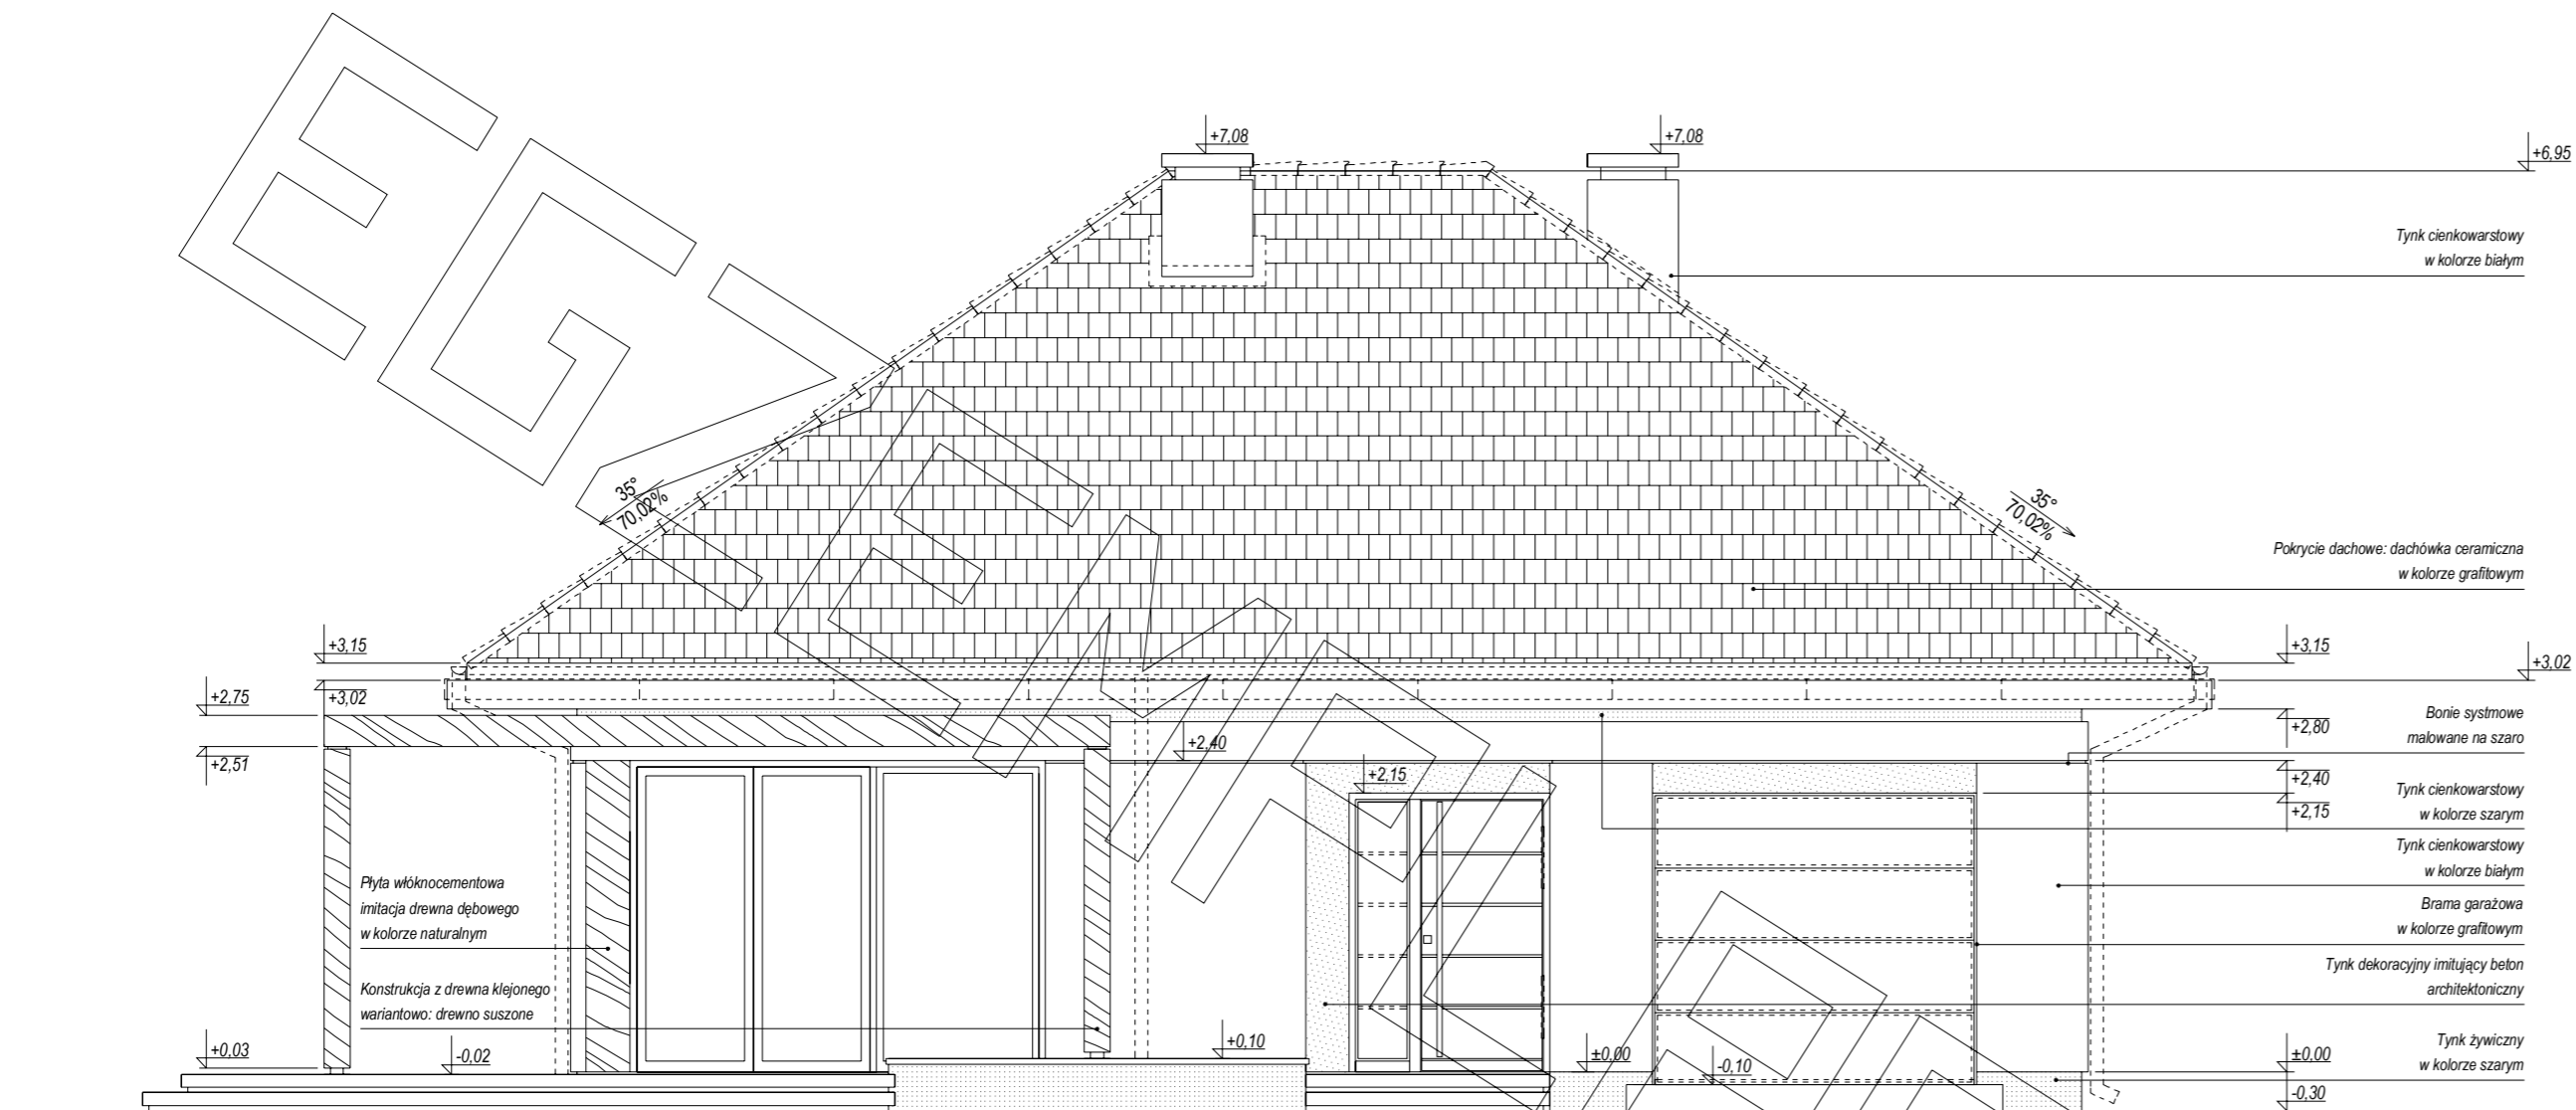 +7,08
+7,08
+6,95
Tynk cienkowarstowy
w kolorze białym
35°
70,02%
35°
70,02%
Pokrycie dachowe: dachówka ceramiczna
w kolorze grafitowym
+3,15
+3,02
+2,75
+2,51
+3,15
+3,02
+2,80
Bonie systmowe
malowane na szaro
+2,40
+2,15
+2,40
+2,15
Tynk cienkowarstowy
w kolorze szarym
Tynk cienkowarstowy
w kolorze białym
Brama garażowa
w kolorze grafitowym
Tynk dekoracyjny imitujący beton
architektoniczny
Tynk żywiczny
w kolorze szarym
Płyta włóknocementowa
imitacja drewna dębowego
w kolorze naturalnym
Konstrukcja z drewna klejonego
wariantowo: drewno suszone
+0,03
-0,02
+0,10
±0,00
-0,10
±0,00
-0,30